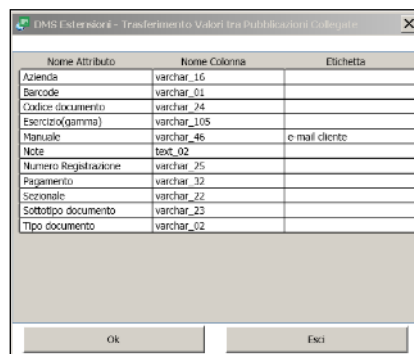 DMS Estensioni - Trasferimento Valori tra Pubblicazioni Collegate
Nome Attributo Nome Colonna Etichetta
Azienda varchar_16
Barcode varchar_01
Codice documento varchar_24
Esercizio(gamma) varchar_105
Manuale varchar_46 e-mail cliente
Note text_02
Numero Registrazione varchar_25
Pagamento varchar_32
Sezionale varchar_22
Sottotipo documento varchar_23
Tipo documento varchar_02
Ok Esci